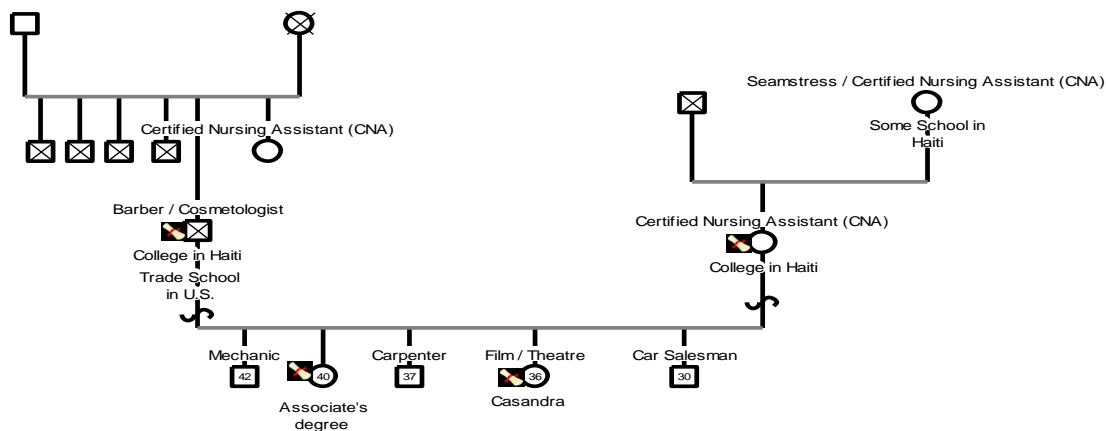 Seamstress / Certified Nursing Assistant (CNA)
Some School in
Haiti
Certified Nursing Assistant (CNA)
Barber / Cosmetologist
College in Haiti
Trade School
in U.S.
Certified Nursing Assistant (CNA)
College in Haiti
Mechanic
42
40
Associate's
degree
Carpenter
37
Film / Theatre
36
Casandra
Car Salesman
30